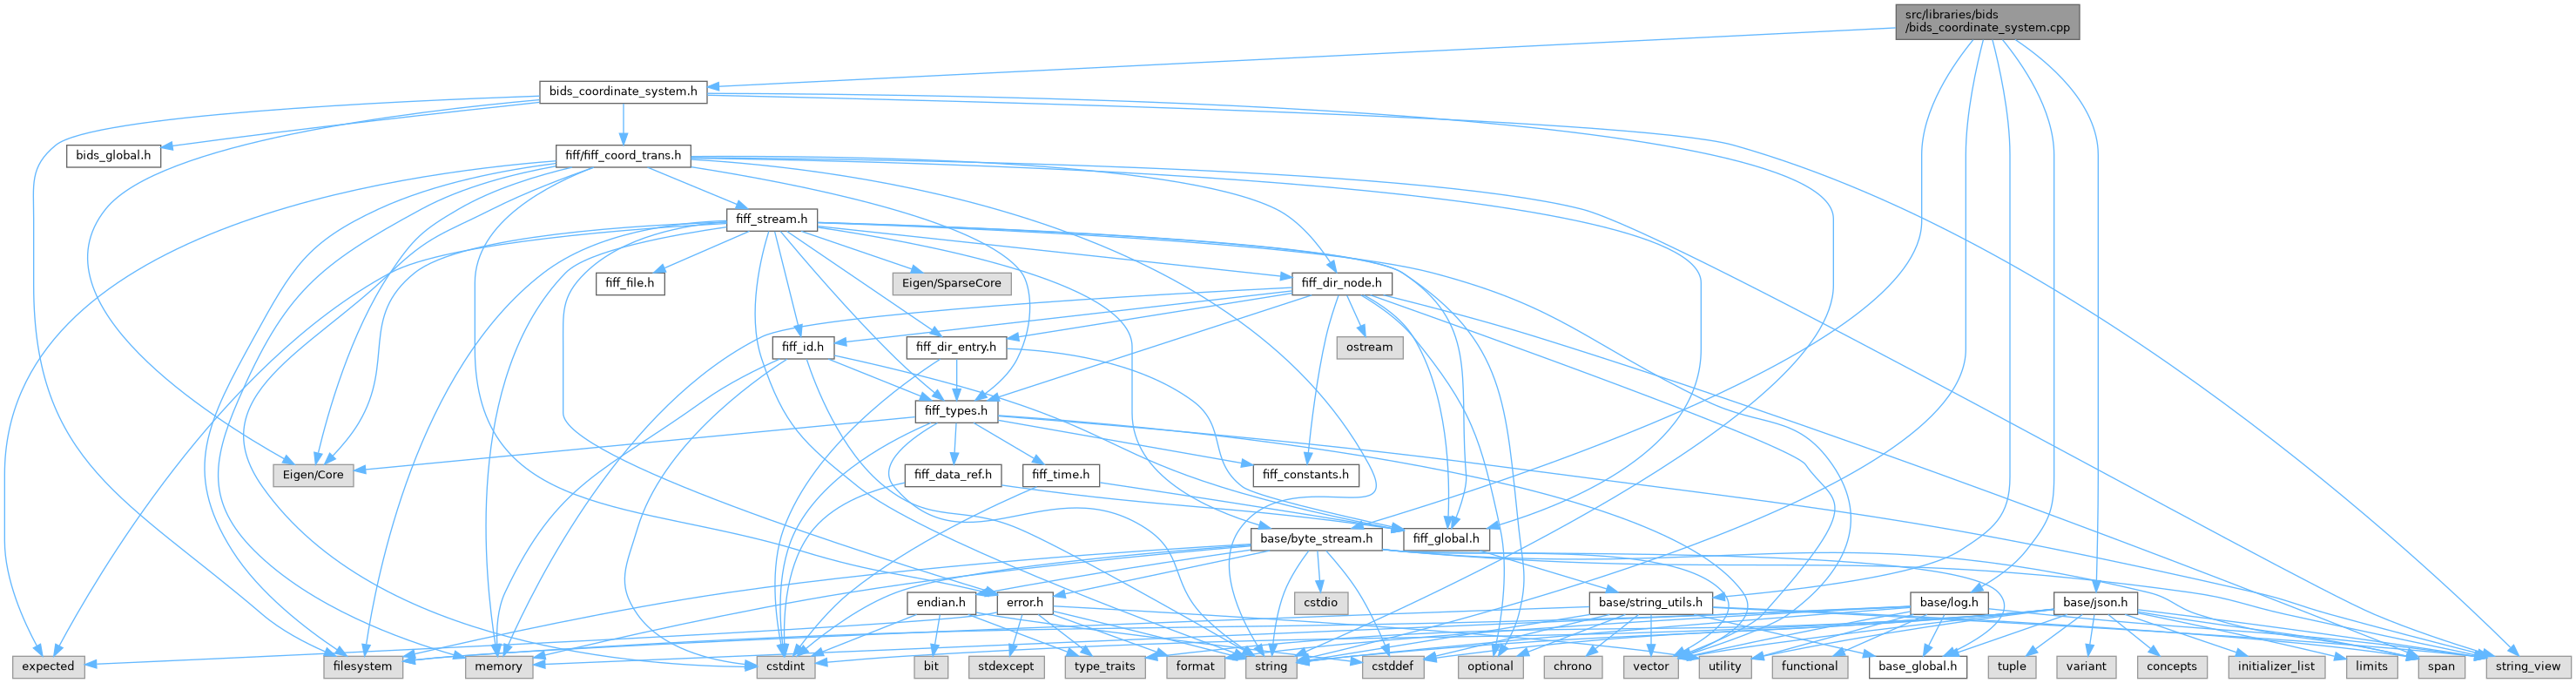 src/libraries/bids
/bids_coordinate_system.cpp
bids_coordinate_system.h
bids_global.h
fiff/fiff_coord_trans.h
fiff_stream.h
fiff_file.h
Eigen/SparseCore
fiff_dir_node.h
fiff_id.h
fiff_dir_entry.h
ostream
fiff_types.h
Eigen/Core
fiff_data_ref.h
fiff_time.h
fiff_constants.h
base/byte_stream.h
fiff_global.h
endian.h
error.h
cstdio
base/string_utils.h
base/log.h
base/json.h
expected
filesystem
memory
cstdint
bit
stdexcept
type_traits
format
string
cstddef
optional
chrono
vector
utility
functional
base_global.h
tuple
variant
concepts
initializer_list
limits
span
string_view